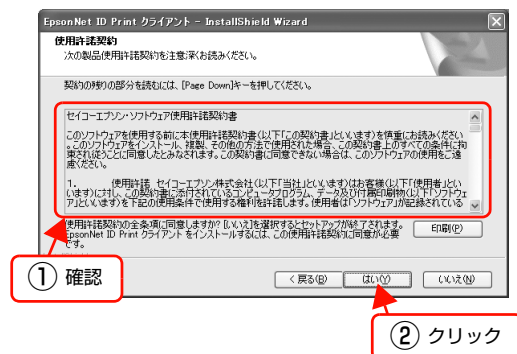 EpsonNet ID Print クライアント - InstallShield Wizard
使用許諾契約
次の製品使用許諾契約を注意深くお読みください。
契約の残りの部分を読むには、[Page Down]キーを押してください。
セイコーエプソン・ソフトウェア使用許諾契約書
このソフトウェアを使用する前に本使用許諾契約書(以下「この契約書」といいます)を慎重にお読みください
。このソフトウェアをインストール、複製、その他の方法で使用された場合、この契約書上のすべての条件に拘
束され従うことに同意したとみなされます。この契約書に同意できない場合は、このソフトウェアの使用をご遠
慮ください。
1. 使用許諾 セイコーエプソン株式会社(以下「当社」といいます)はお客様(以下「使用者」とい
います)に対し、この契約書に添付されているコンピュータプログラム、データ及び付属印刷物(以下「ソフトウェ
ア」といいます)を下記の使用条件で使用する権利を許諾します。使用者は「ソフトウェア」が記録されている
使用許諾契約の全条項に同意しますか? [いいえ]を選択するとセットアップが終了されます。
EpsonNet ID Print クライアント をインストールするには、この使用許諾契約に同意が必要
です。
印刷(P)
① 確認
< 戻る(B)
はい(Y)
いいえ(N)
② クリック